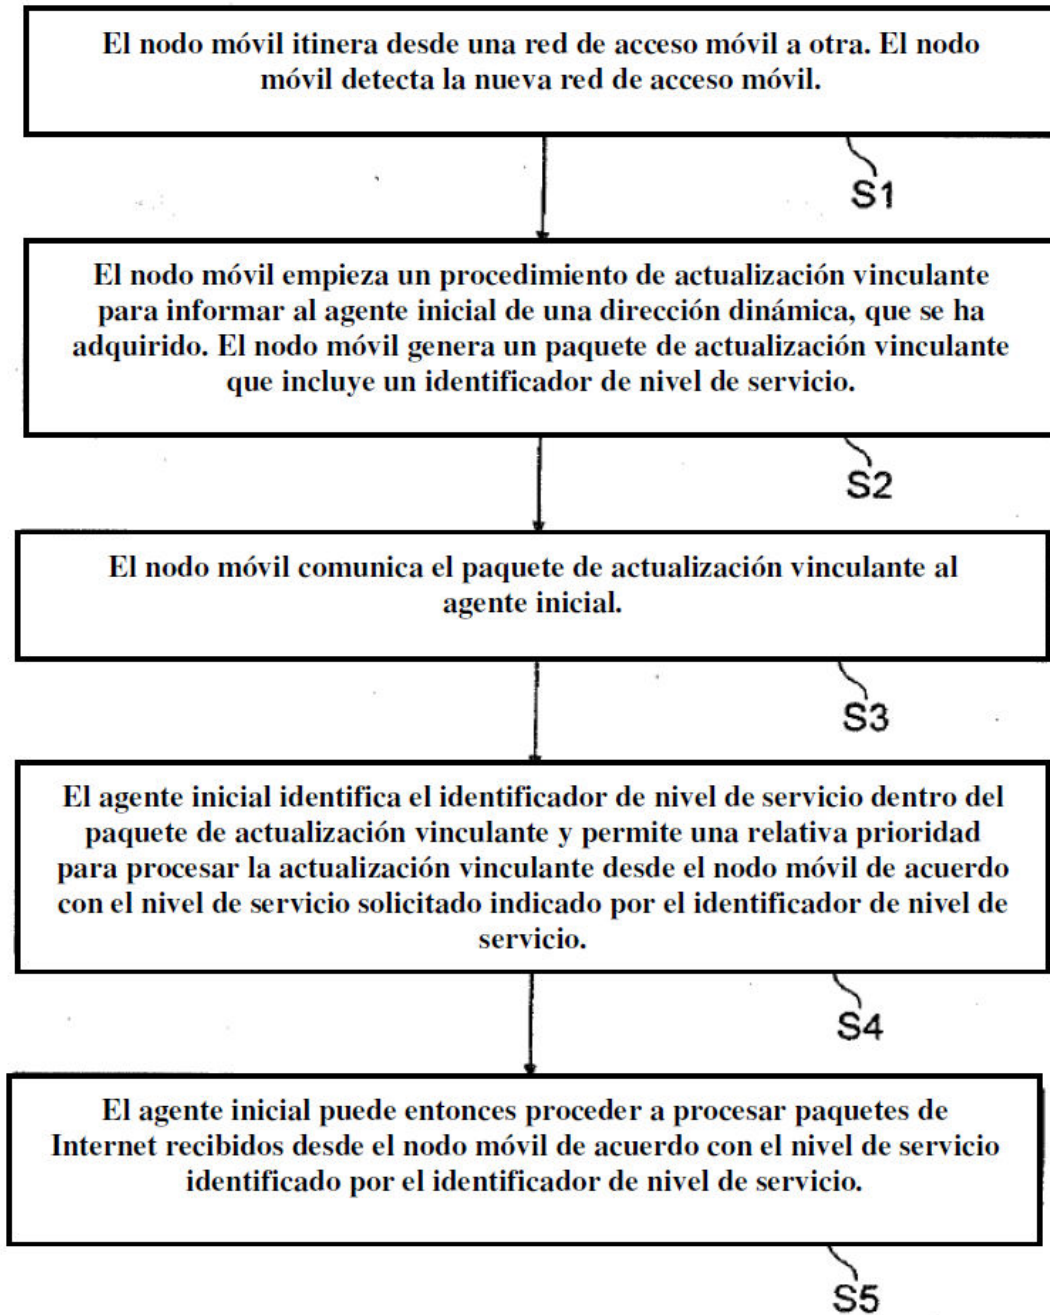 El nodo móvil itinera desde una red de acceso móvil a otra. El nodo
móvil detecta la nueva red de acceso móvil.
S1
El nodo móvil empieza un procedimiento de actualización vinculante
para informar al agente inicial de una dirección dinámica, que se ha
adquirido. El nodo móvil genera un paquete de actualización vinculante
que incluye un identificador de nivel de servicio.
S2
El nodo móvil comunica el paquete de actualización vinculante al
agente inicial.
S3
El agente inicial identifica el identificador de nivel de servicio dentro del
paquete de actualización vinculante y permite una relativa prioridad
para procesar la actualización vinculante desde el nodo móvil de acuerdo
con el nivel de servicio solicitado indicado por el identificador de nivel de
servicio.
S4
El agente inicial puede entonces proceder a procesar paquetes de
Internet recibidos desde el nodo móvil de acuerdo con el nivel de servicio
identificado por el identificador de nivel de servicio.
S5